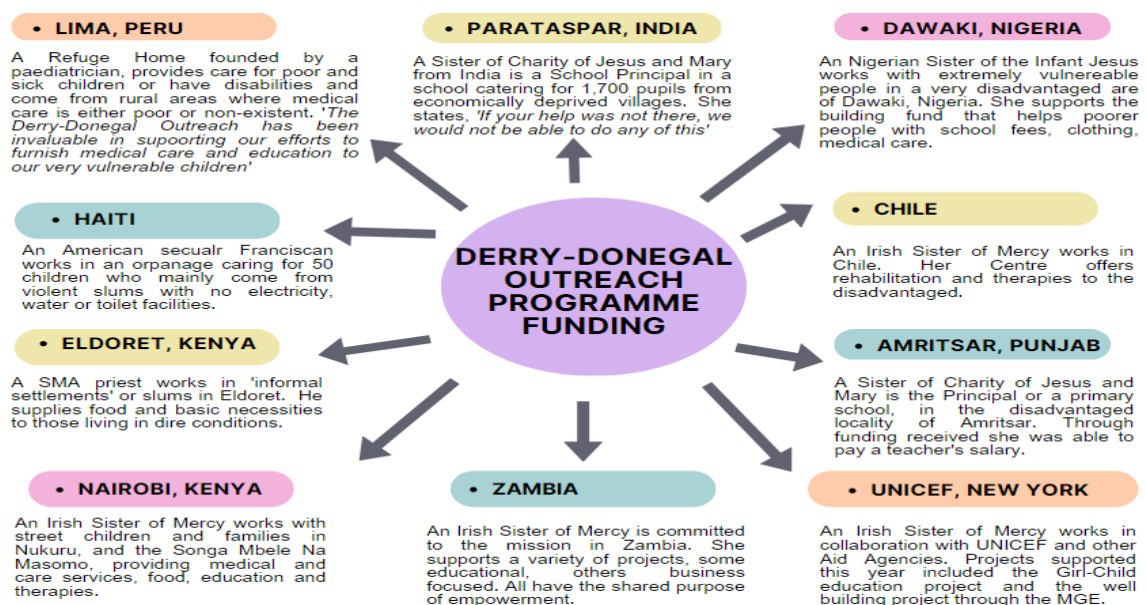 • LIMA, PERU
A Refuge Home founded by a
paediatrician, provides care for poor and
sick children or have disabilities and
come from rural areas where medical
care is either poor or non-existent. 'The
Derry-Donegal Outreach has been
invaluable in supoorting our efforts to
furnish medical care and education to
our very vulnerable children'
• PARATASPAR, INDIA
A Sister of Charity of Jesus and Mary
from India is a School Principal in a
school catering for 1,700 pupils from
economically deprived villages. She
states, 'If your help was not there, we
would not be able to do any of this'
• DAWAKI, NIGERIA
An Nigerian Sister of the Infant Jesus
works with extremely vulnereable
people in a very disadvantaged are
of Dawaki, Nigeria. She supports the
building fund that helps poorer
people with school fees, clothing,
medical care.
• HAITI
An American secualr Franciscan
works in an orpanage caring for 50
children who mainly come from
violent slums with no electricity,
water or toilet facilities.
DERRY-DONEGAL
OUTREACH
PROGRAMME
FUNDING
• CHILE
An Irish Sister of Mercy works in
Chile. Her Centre offers
rehabilitation and therapies to the
disadvantaged.
• ELDORET, KENYA
A SMA priest works in 'informal
settlements' or slums in Eldoret. He
supplies food and basic necessities
to those living in dire conditions.
• AMRITSAR, PUNJAB
A Sister of Charity of Jesus and
Mary is the Principal or a primary
school, in the disadvantaged
locality of Amritsar. Through
funding received she was able to
pay a teacher's salary.
• NAIROBI, KENYA
An Irish Sister of Mercy works with
street children and families in
Nukuru, and the Songa Mbele Na
Masomo, providing medical and
care services, food, education and
therapies.
• ZAMBIA
An Irish Sister of Mercy is committed
to the mission in Zambia. She
supports a variety of projects, some
educational, others business
focused. All have the shared purpose
of empowerment.
• UNICEF, NEW YORK
An Irish Sister of Mercy works in
collaboration with UNICEF and other
Aid Agencies. Projects supported
this year included the Girl-Child
education project and the well
building project through the MGE.